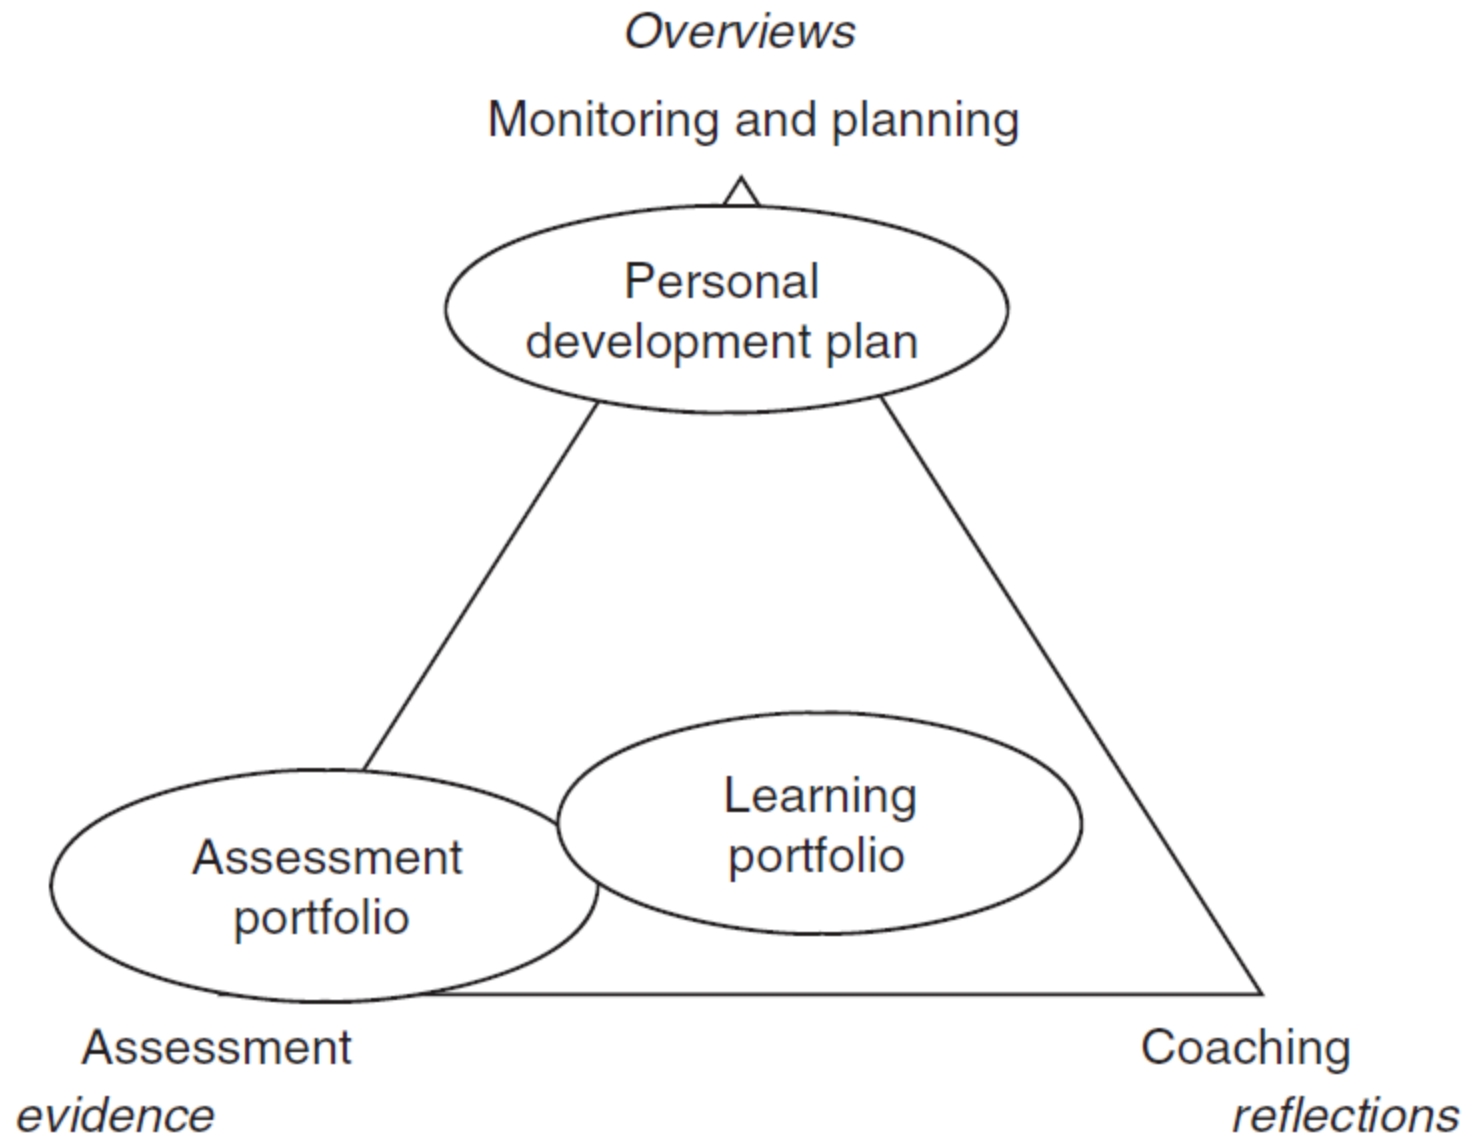 Overviews
Monitoring and planning
Personal
development plan
Learning
portfolio
Assessment
portfolio
Assessment
evidence
Coaching
reflections